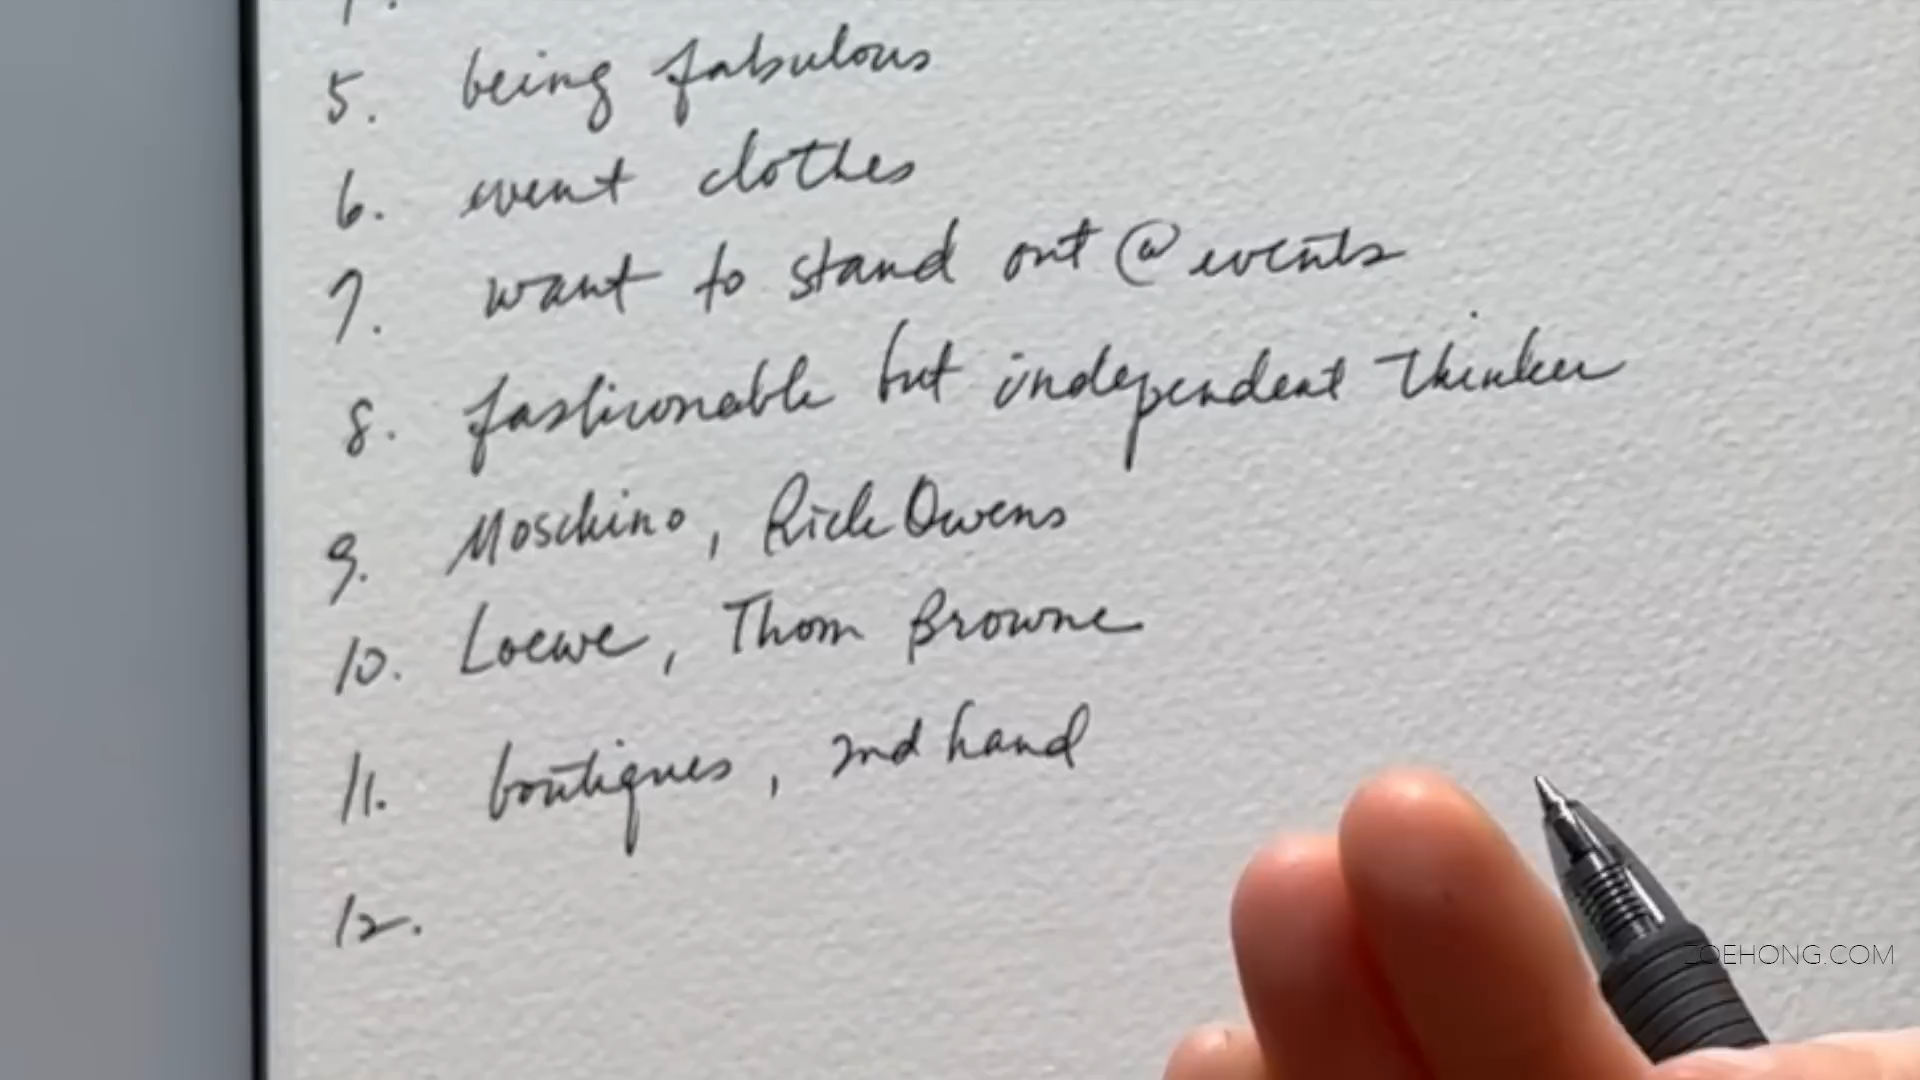 5. being fabulous
6. event clothes
7. want to stand out @ events
8. fashionable but independent thinker
9. Moschino, Rick Owens
10. Loewe, Thom Browne
11. boutiques, 2nd hand
12.
ZOEHONG.COM